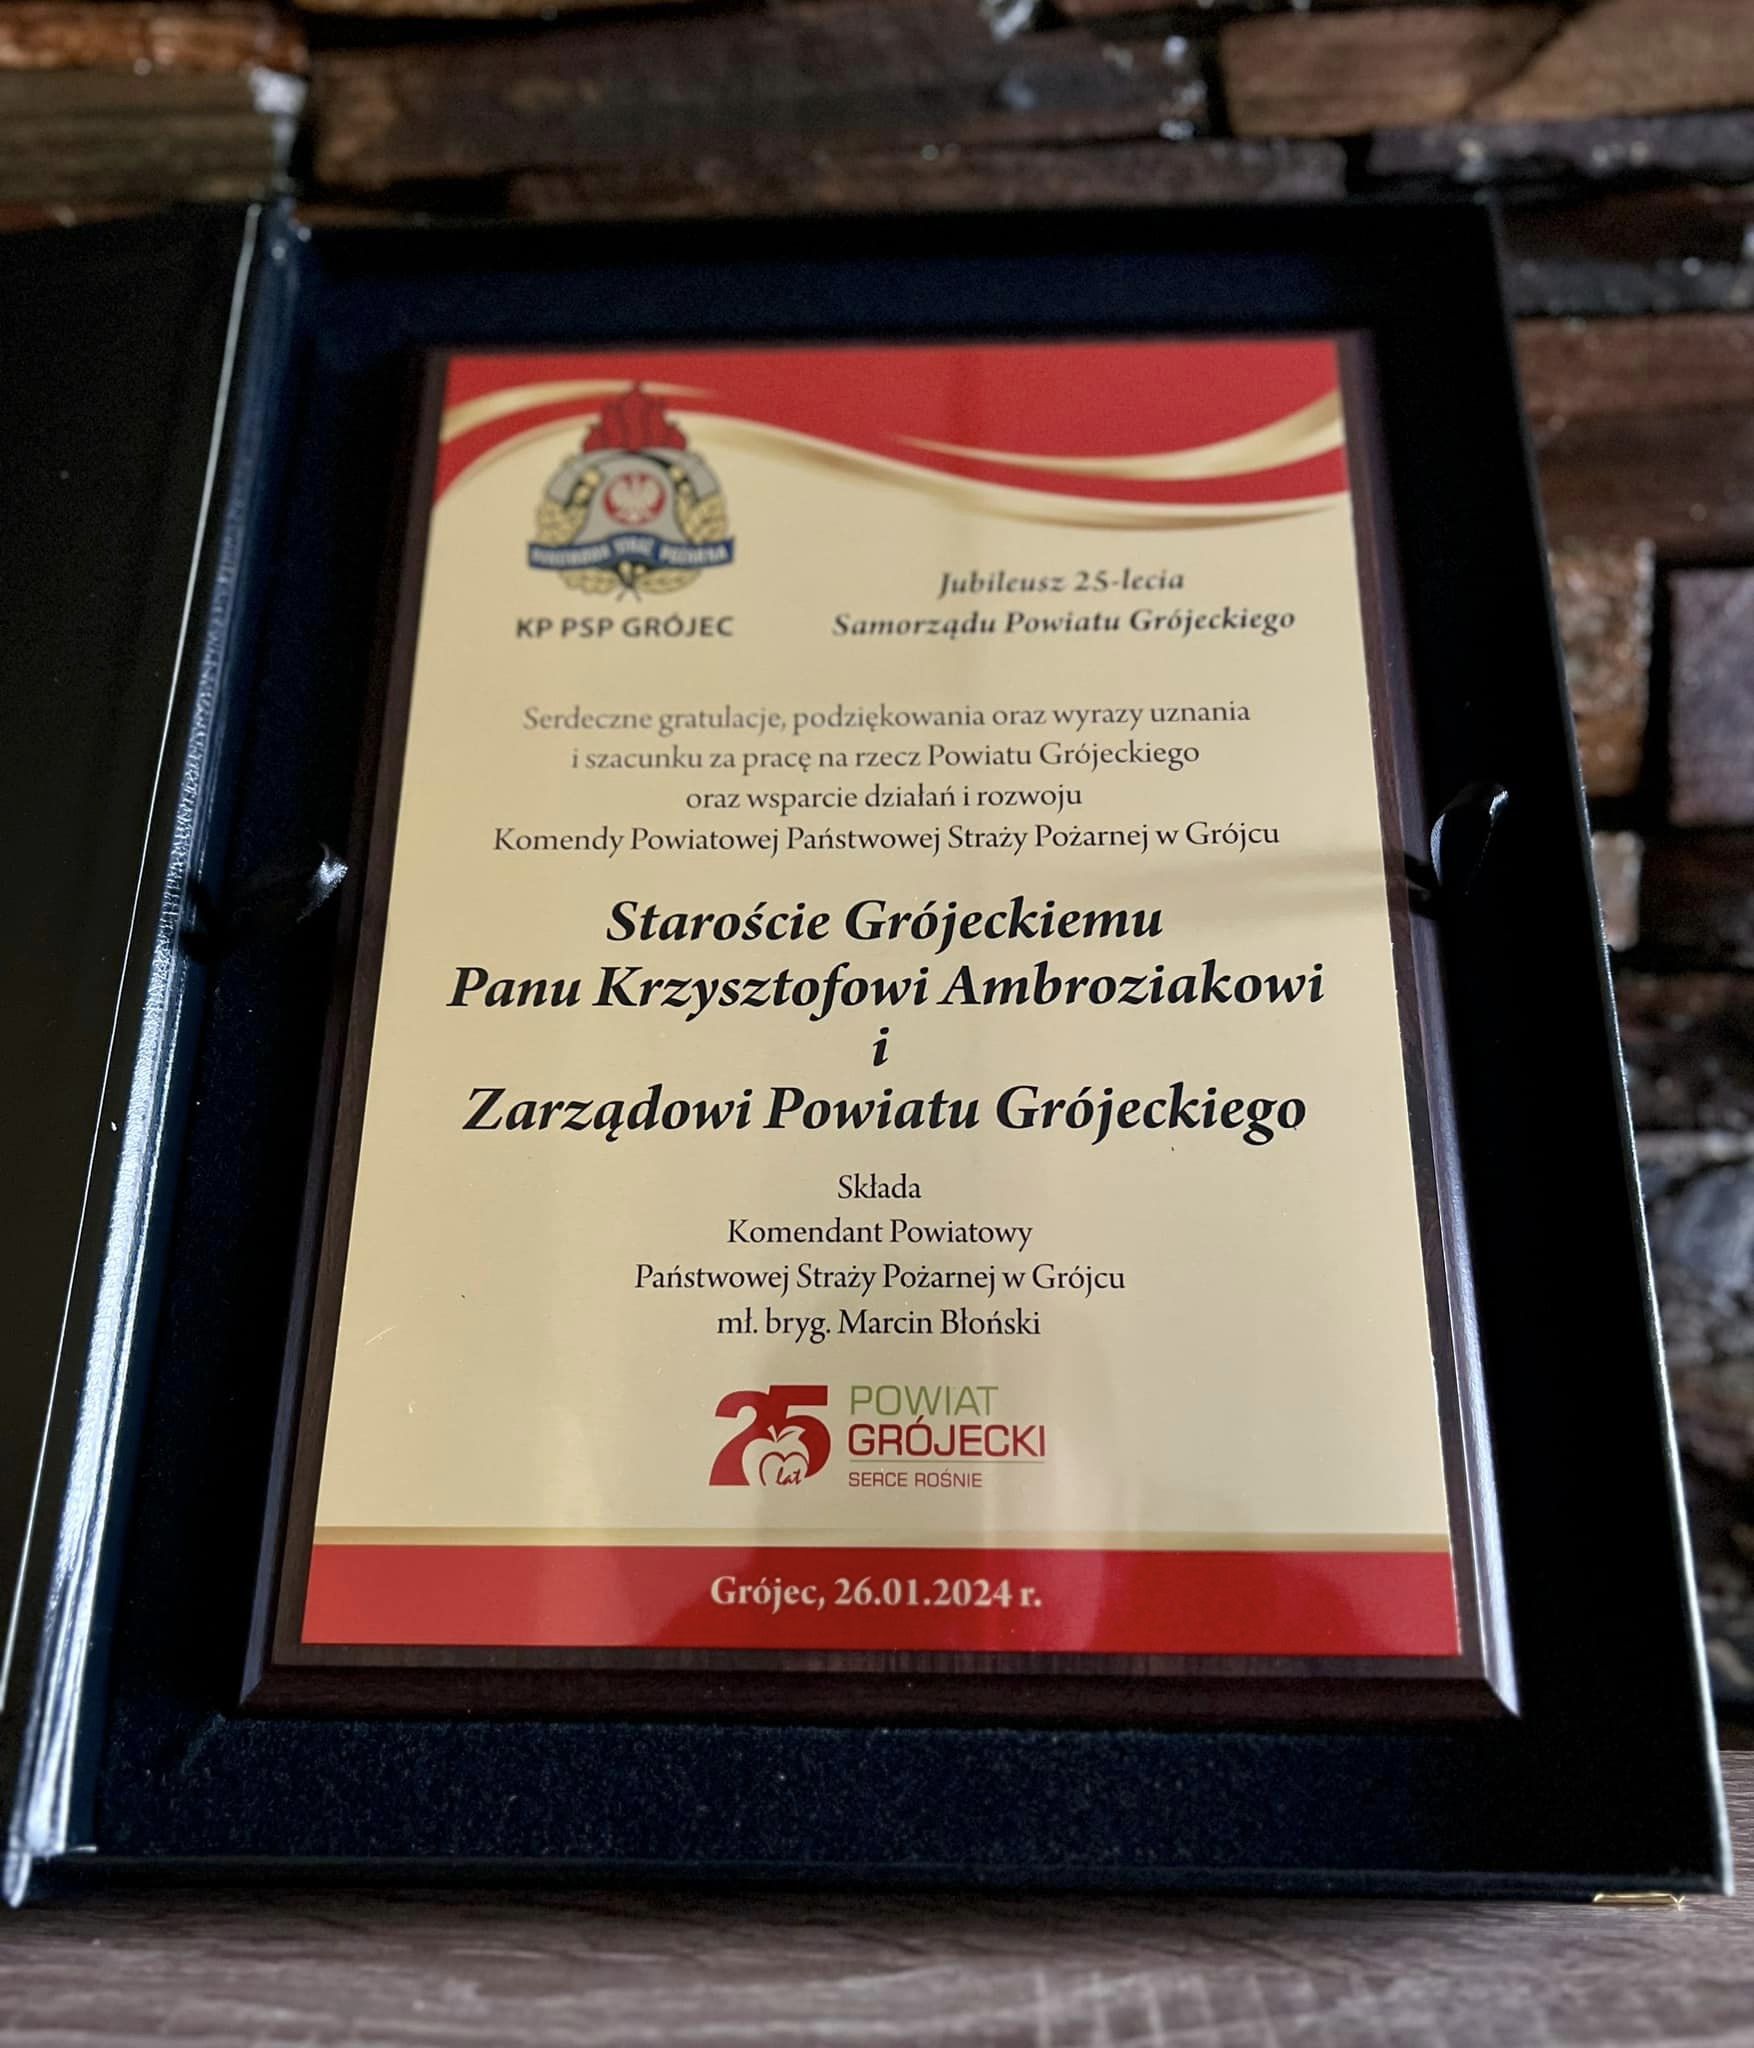 PAŃSTWOWA STRAŻ POŻARNA
KP PSP GRÓJEC
Jubileusz 25-lecia
Samorządu Powiatu Grójeckiego
Serdeczne gratulacje, podziękowania oraz wyrazy uznania
i szacunku za pracę na rzecz Powiatu Grójeckiego
oraz wsparcie działań i rozwoju
Komendy Powiatowej Państwowej Straży Pożarnej w Grójcu
Staroście Grójeckiemu
Panu Krzysztofowi Ambroziakowi
i
Zarządowi Powiatu Grójeckiego
Składa
Komendant Powiatowy
Państwowej Straży Pożarnej w Grójcu
mł. bryg. Marcin Błoński
25 lat
POWIAT
GRÓJECKI
SERCE ROŚNIE
Grójec, 26.01.2024 r.